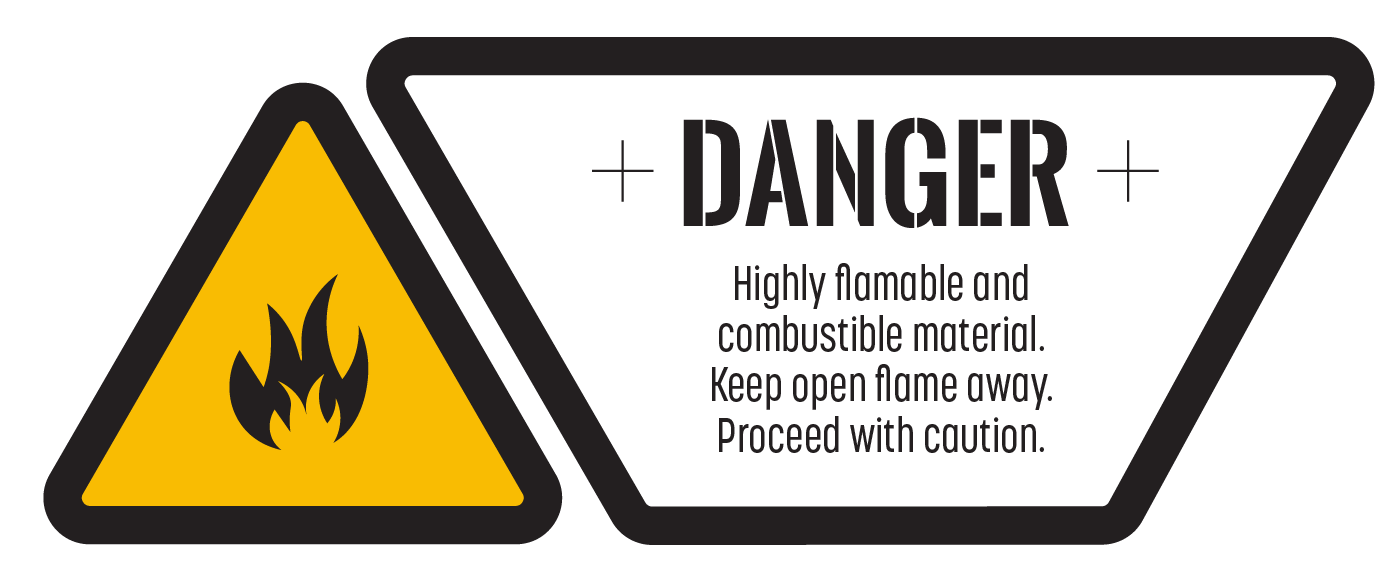 DANGER
Highly flamable and
combustible material.
Keep open flame away.
Proceed with caution.